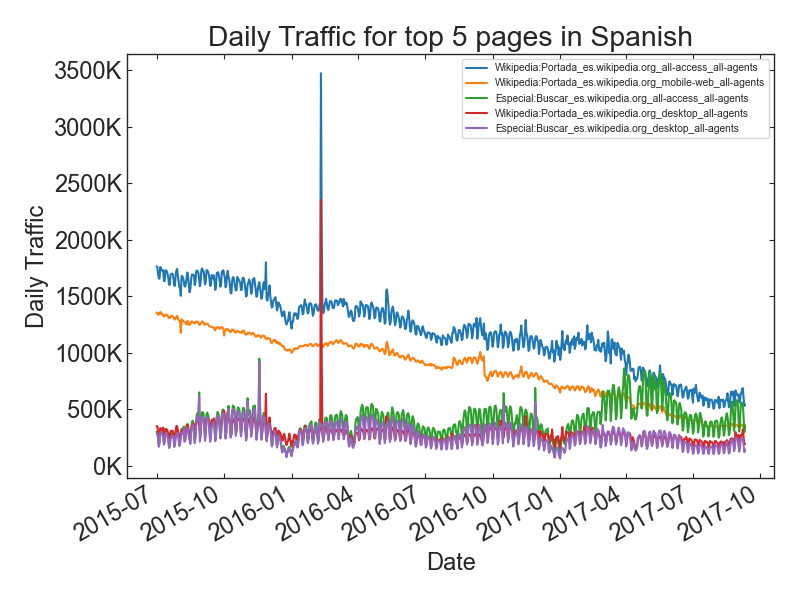 Daily Traffic for top 5 pages in Spanish
Wikipedia:Portada_es.wikipedia.org_all-access_all-agents
Wikipedia:Portada_es.wikipedia.org_mobile-web_all-agents
Especial:Buscar_es.wikipedia.org_all-access_all-agents
Wikipedia:Portada_es.wikipedia.org_desktop_all-agents
Especial:Buscar_es.wikipedia.org_desktop_all-agents
3500K
3000K
2500K
2000K
1500K
1000K
500K
0K
Daily Traffic
2015-07
2015-10
2016-01
2016-04
2016-07
2016-10
2017-01
2017-04
2017-07
2017-10
Date